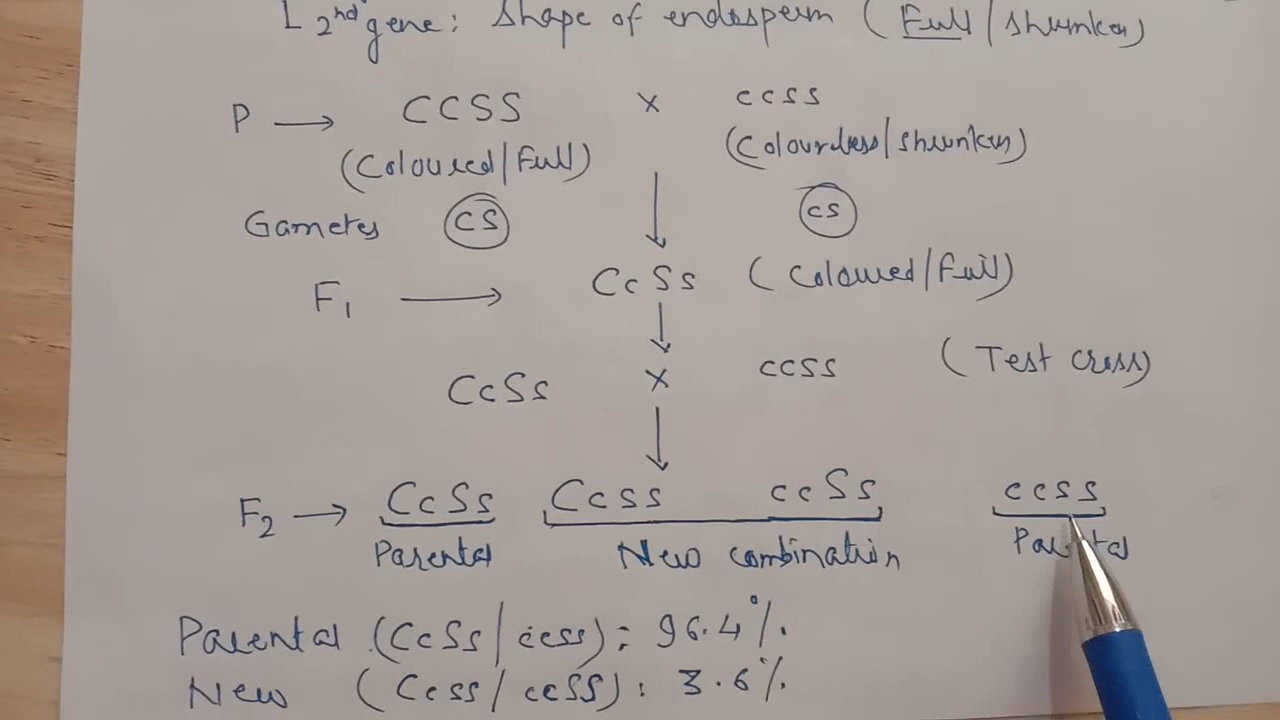 2nd gene: Shape of endosperm (Full/shrunken)
P → CCSS x ccss
(Coloured/Full) (Colourless/shrunken)
Gametes CS cs
F1 → CcSs (Coloured/Full)
CcSs x ccss (Test cross)
F2 → CcSs Ccss ccSs ccss
Parental New combination Parental
Parental (CcSs/ccss): 96.4%.
New (Ccss/ccSS): 3.6%.